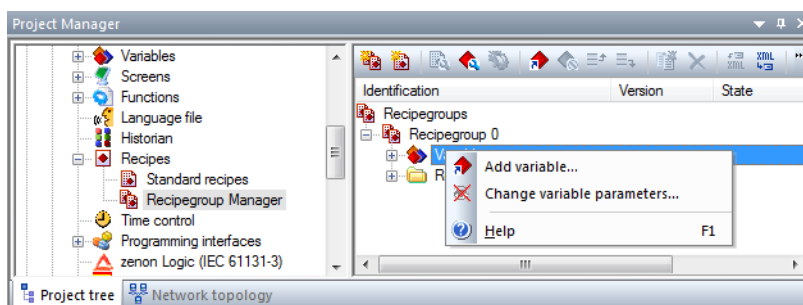 Project Manager
Variables
Screens
Functions
Language file
Historian
Recipes
Standard recipes
Recipegroup Manager
Time control
Programming interfaces
zenon Logic (IEC 61131-3)
Project tree
Network topology
XML
XML
Identification Version State
Recipegroups
Recipegroup 0
Add variable...
Change variable parameters...
Help F1